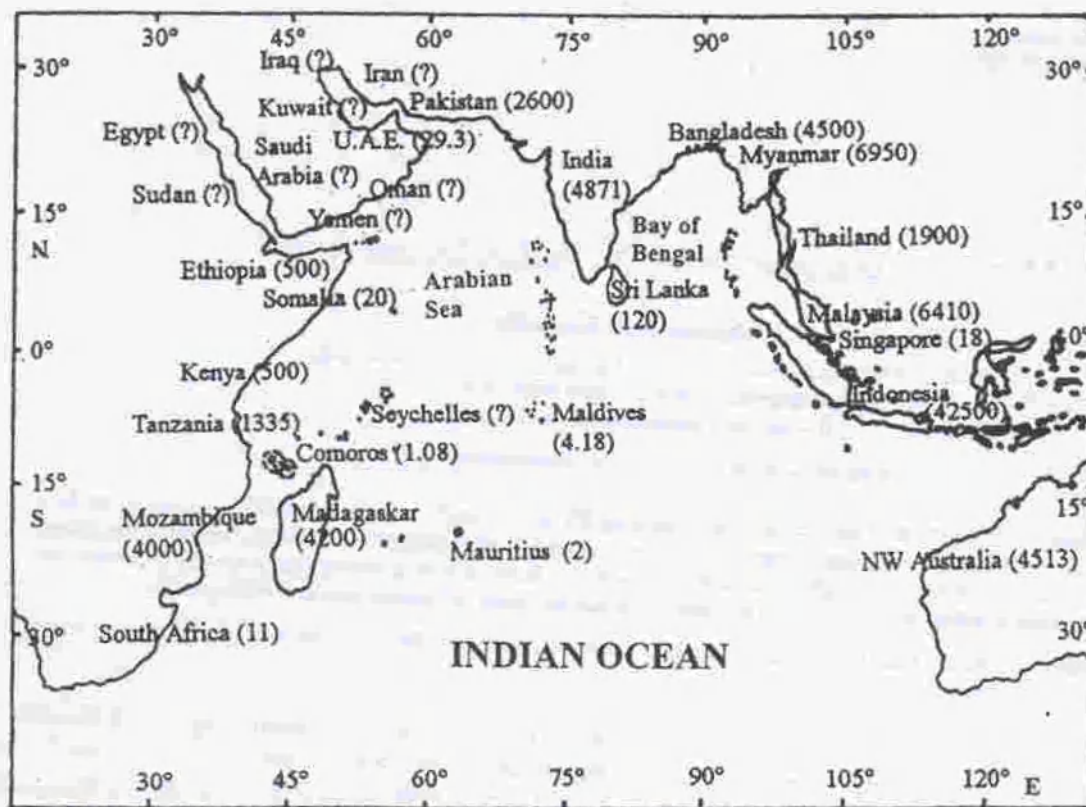 30° 45° 60° 75° 90° 105° 120°
30° Iraq (?) Iran (?) 30°
Kuwait (?) Pakistan (2600)
Egypt (?) Saudi Arabia (?) U.A.E. (29.3) India (4871) Bangladesh (4500)
Myanmar (6950)
Sudan (?) Oman (?)
15° Yemen (?) 15°
N
Bay of Bengal Thailand (1900)
Ethiopia (500)
Somalia (20) Arabian Sea Sri Lanka (120)
Malaysia (6410)
0° Singapore (18) 0°
Kenya (500) Indonesia (42500)
Tanzania (1335) Seychelles (?) Maldives (4.18)
Comoros (1.08)
15° 15°
S
Mozambique (4000) Madagaskar (4200)
Mauritius (2) NW Australia (4513)
30° South Africa (11) 30°
INDIAN OCEAN
30° 45° 60° 75° 90° 105° 120° E